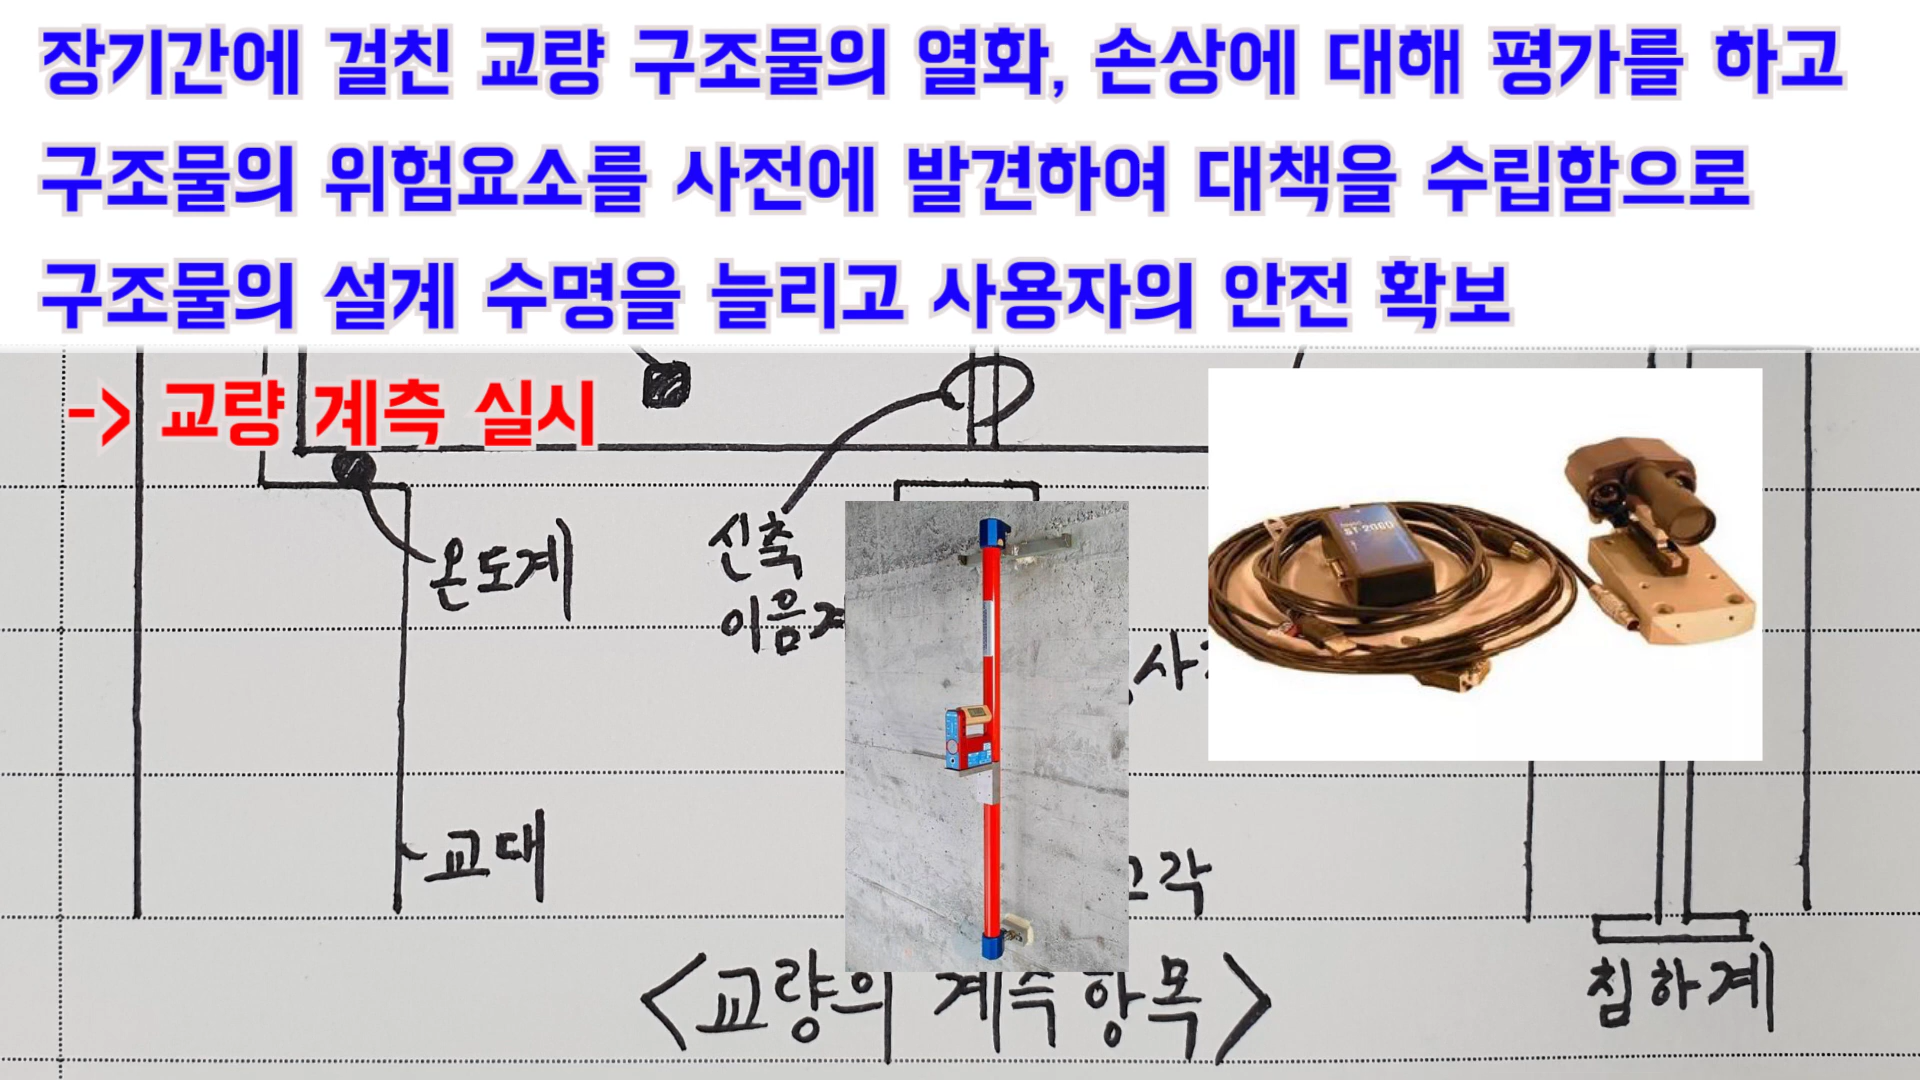 장기간에 걸친 교량 구조물의 열화, 손상에 대해 평가를 하고
구조물의 위험요소를 사전에 발견하여 대책을 수립함으로
구조물의 설계 수명을 늘리고 사용자의 안전 확보
-> 교량 계측 실시
온도계
신축
이음
ST-206D
교대
침하계
<교량의 계측항목>